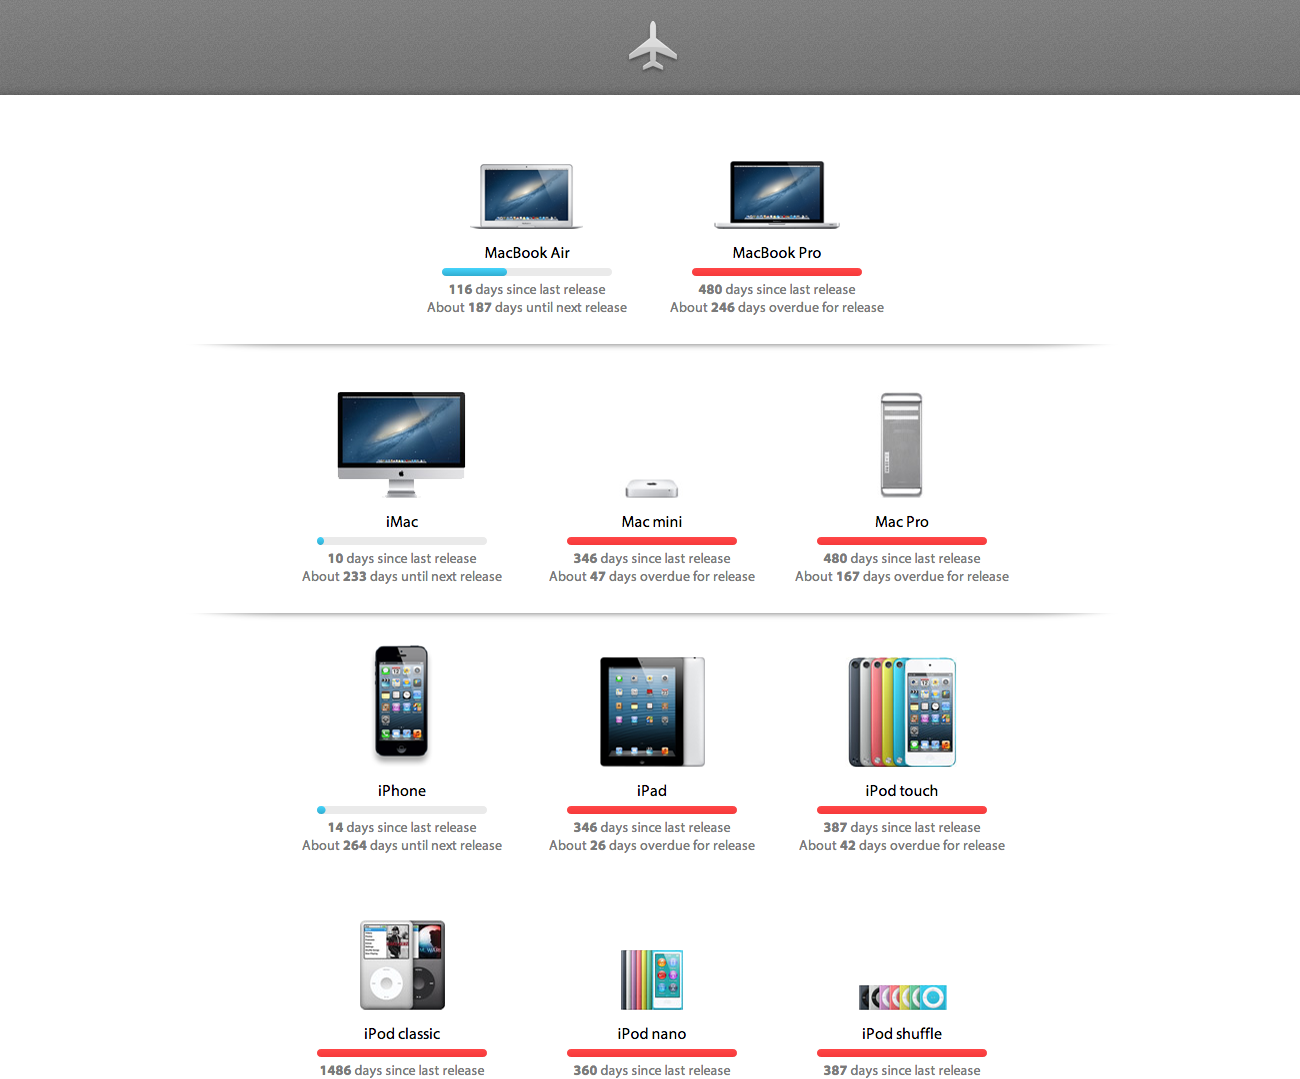 MacBook Air
116 days since last release
About 187 days until next release
MacBook Pro
480 days since last release
About 246 days overdue for release
iMac
10 days since last release
About 233 days until next release
Mac mini
346 days since last release
About 47 days overdue for release
Mac Pro
480 days since last release
About 167 days overdue for release
iPhone
14 days since last release
About 264 days until next release
iPad
346 days since last release
About 26 days overdue for release
iPod touch
387 days since last release
About 42 days overdue for release
iPod classic
1486 days since last release
iPod nano
360 days since last release
iPod shuffle
387 days since last release